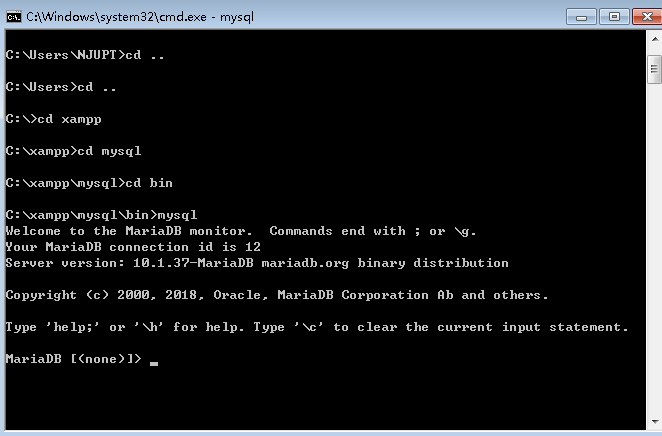 C:\Windows\system32\cmd.exe - mysql
C:\Users\NJUPT>cd ..
C:\Users>cd ..
C:\>cd xampp
C:\xampp>cd mysql
C:\xampp\mysql>cd bin
C:\xampp\mysql\bin>mysql
Welcome to the MariaDB monitor.  Commands end with ; or \g.
Your MariaDB connection id is 12
Server version: 10.1.37-MariaDB mariadb.org binary distribution
Copyright (c) 2000, 2018, Oracle, MariaDB Corporation Ab and others.
Type 'help;' or '\h' for help. Type '\c' to clear the current input statement.
MariaDB [(none)]> _